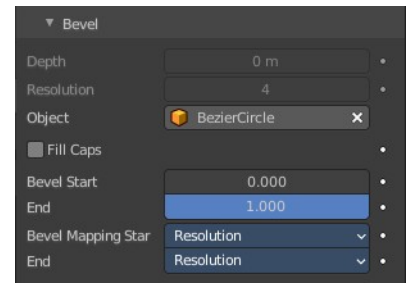 Bevel
Depth 0 m
Resolution 4
Object BezierCircle
Fill Caps
Bevel Start 0.000
End 1.000
Bevel Mapping Star Resolution
End Resolution